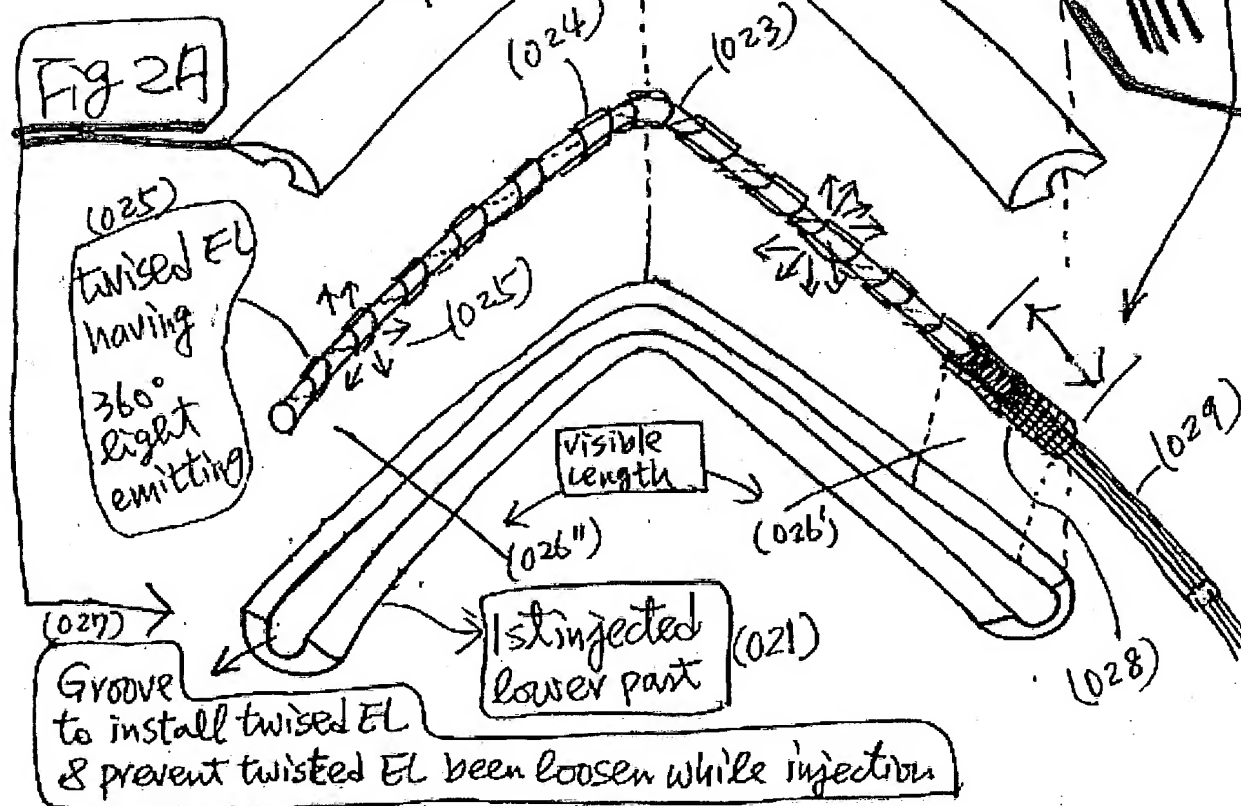 Fig 2A
(024)
(023)
(025)
twised EL
having
360°
light
emitting
(025')
visible
length
(026")
(026')
(029)
(028)
1st injected
lower part
(021)
(027)
Groove
to install twised EL
& prevent twisted EL been loosen while injection